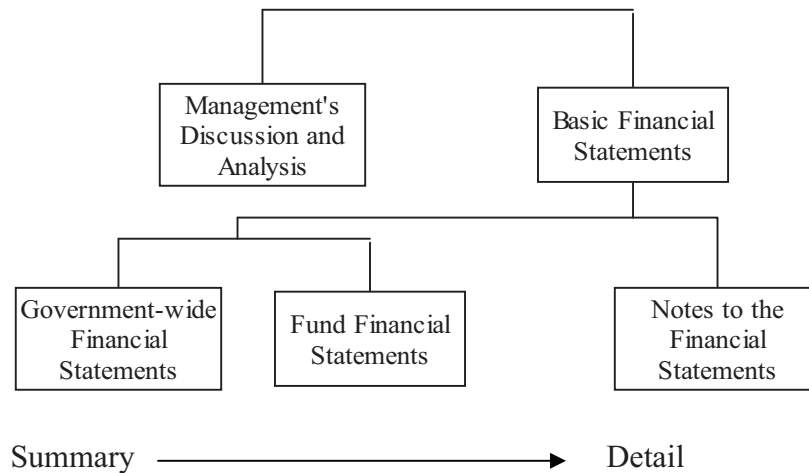 Management's
Discussion and
Analysis
Basic Financial
Statements
Government-wide
Financial
Statements
Fund Financial
Statements
Notes to the
Financial
Statements
Summary
Detail